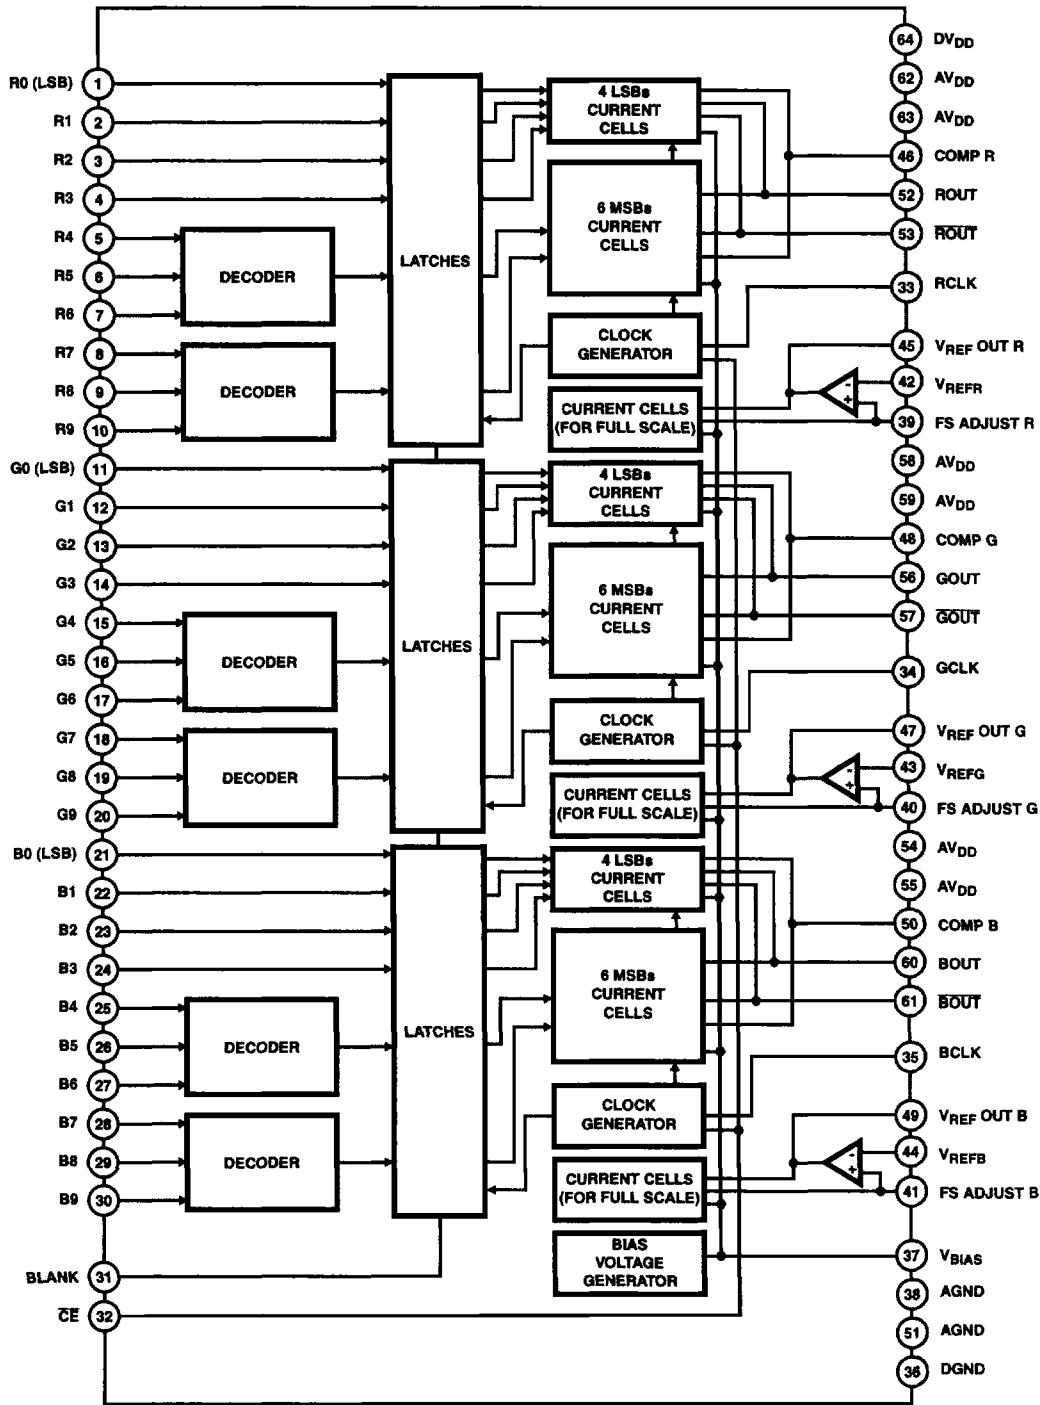 64 DVDD
R0 (LSB) 1
62 AVDD
R1 2
63 AVDD
R2 3
46 COMP R
R3 4
52 ROUT
R4 5
53 ROUT
R5 6
33 RCLK
R6 7
45 VREF OUT R
R7 8
42 VREFR
R8 9
39 FS ADJUST R
R9 10
DECODER
DECODER
LATCHES
4 LSBs
CURRENT
CELLS
6 MSBs
CURRENT
CELLS
CLOCK
GENERATOR
CURRENT CELLS
(FOR FULL SCALE)
- +
58 AVDD
G0 (LSB) 11
59 AVDD
G1 12
48 COMP G
G2 13
56 GOUT
G3 14
57 GOUT
G4 15
34 GCLK
G5 16
47 VREF OUT G
G6 17
43 VREFG
G7 18
40 FS ADJUST G
G8 19
G9 20
DECODER
DECODER
LATCHES
4 LSBs
CURRENT
CELLS
6 MSBs
CURRENT
CELLS
CLOCK
GENERATOR
CURRENT CELLS
(FOR FULL SCALE)
- +
54 AVDD
B0 (LSB) 21
55 AVDD
B1 22
50 COMP B
B2 23
60 BOUT
B3 24
61 BOUT
B4 25
35 BCLK
B5 26
49 VREF OUT B
B6 27
44 VREFB
B7 28
41 FS ADJUST B
B8 29
B9 30
DECODER
DECODER
LATCHES
4 LSBs
CURRENT
CELLS
6 MSBs
CURRENT
CELLS
CLOCK
GENERATOR
CURRENT CELLS
(FOR FULL SCALE)
- +
BIAS
VOLTAGE
GENERATOR
37 VBIAS
BLANK 31
38 AGND
CE 32
51 AGND
36 DGND